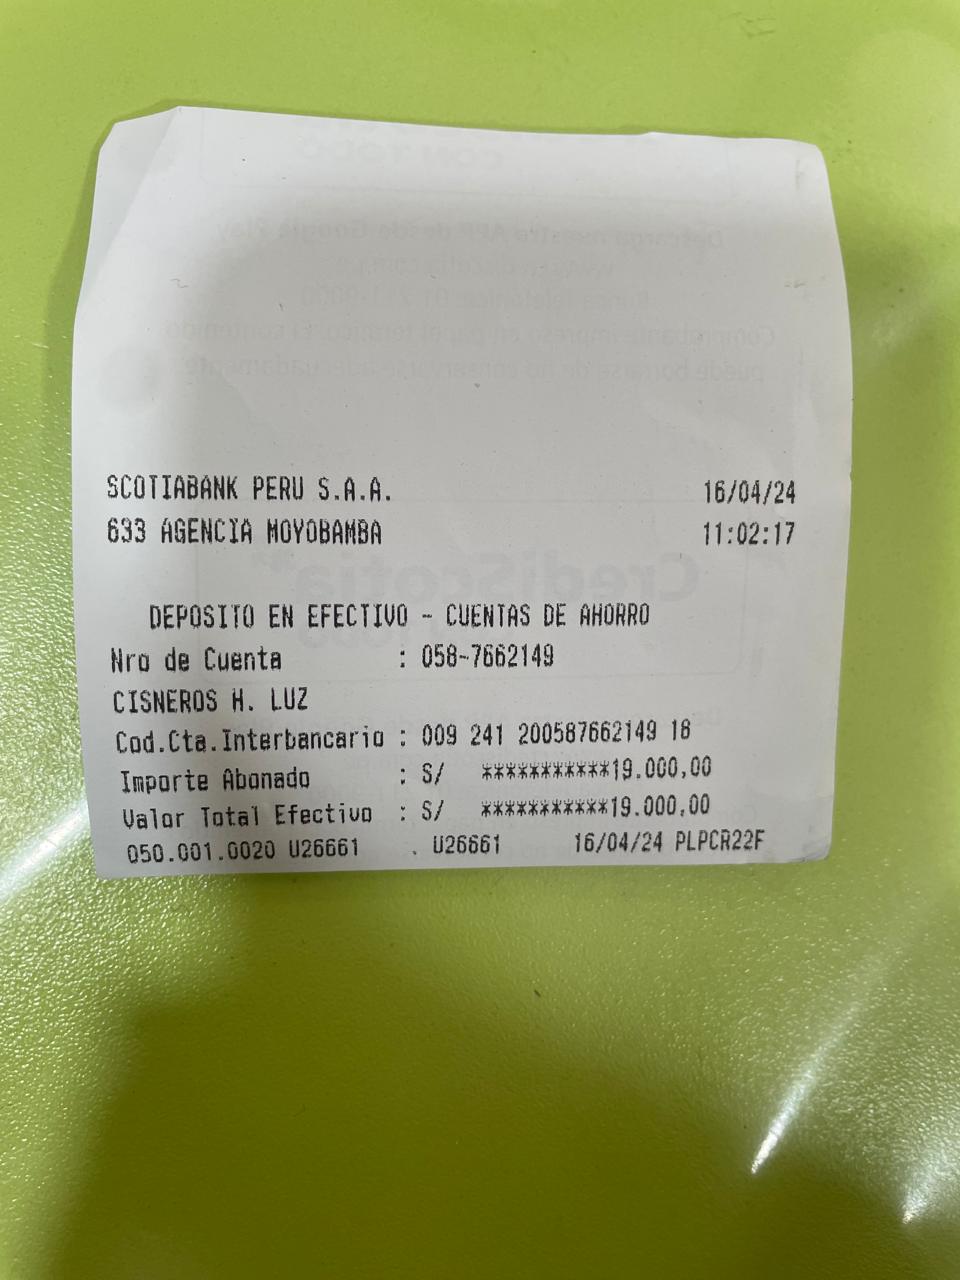 SCOTIABANK PERU S.A.A. 16/04/24
633 AGENCIA MOYOBAMBA 11:02:17
DEPOSITO EN EFECTIVO - CUENTAS DE AHORRO
Nro de Cuenta : 058-7662149
CISNEROS H. LUZ
Cod.Cta.Interbancario : 009 241 200587662149 18
Importe Abonado : S/ ***********19.000,00
Valor Total Efectivo : S/ ***********19.000,00
050.001.0020 U26661 . U26661 16/04/24 PLPCR22F